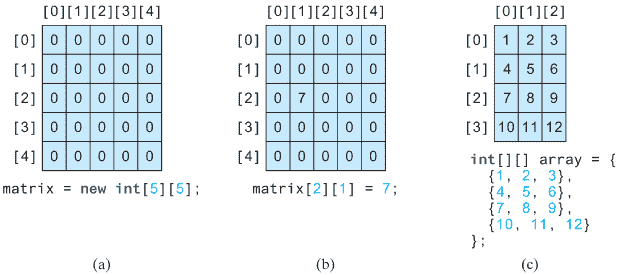 [0][1][2][3][4]
[0] 0 0 0 0 0
[1] 0 0 0 0 0
[2] 0 0 0 0 0
[3] 0 0 0 0 0
[4] 0 0 0 0 0
matrix = new int[5][5];
(a)
[0][1][2][3][4]
[0] 0 0 0 0 0
[1] 0 0 0 0 0
[2] 0 7 0 0 0
[3] 0 0 0 0 0
[4] 0 0 0 0 0
matrix[2][1] = 7;
(b)
[0][1][2]
[0] 1 2 3
[1] 4 5 6
[2] 7 8 9
[3] 10 11 12
int[][] array = {
{1, 2, 3},
{4, 5, 6},
{7, 8, 9},
{10, 11, 12}
};
(c)